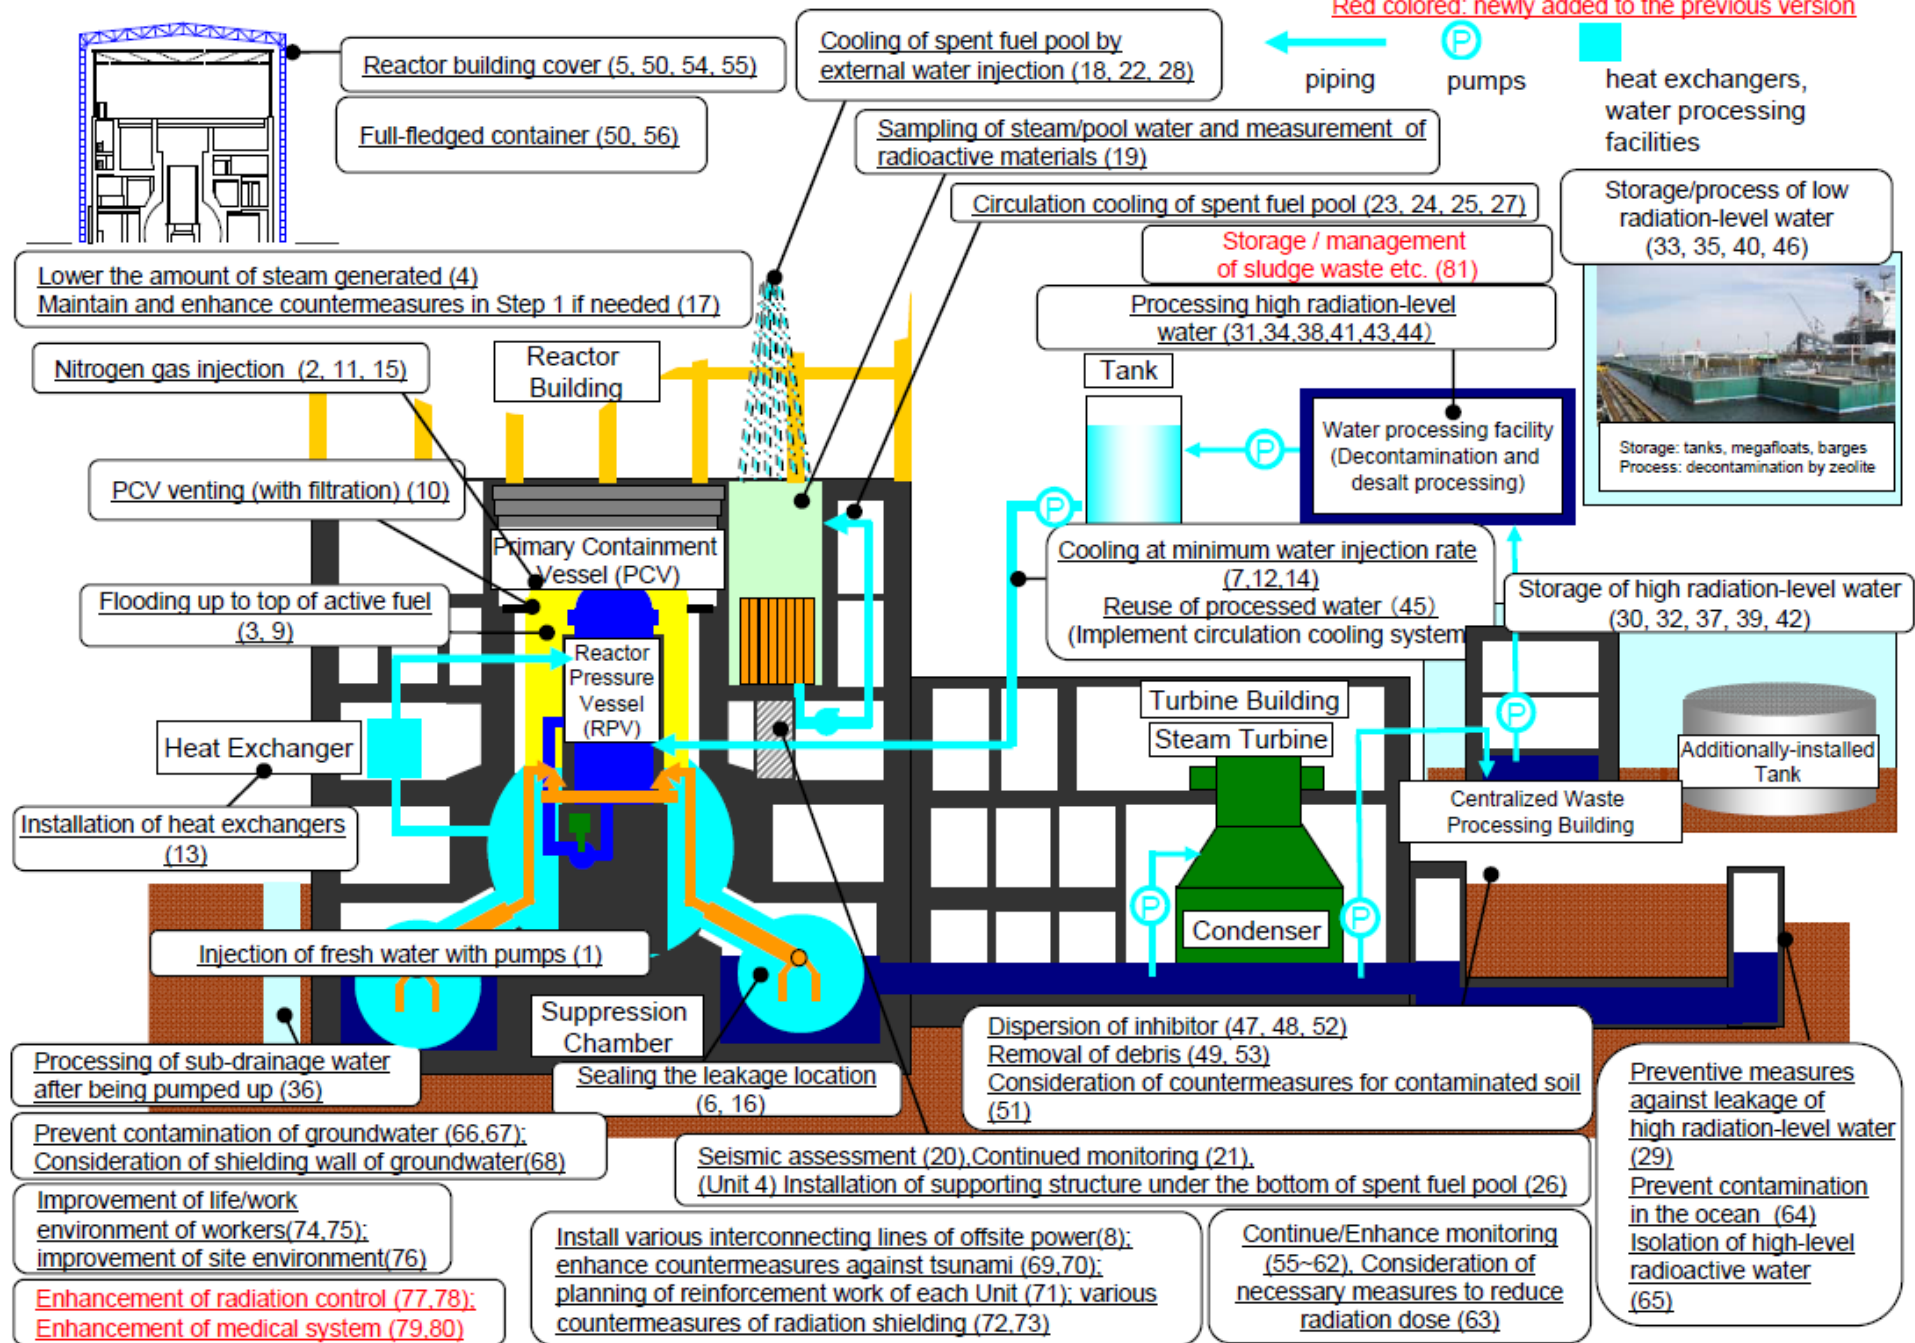 Red colored: newly added to the previous version
piping
pumps
heat exchangers,
water processing
facilities
P
Reactor building cover (5, 50, 54, 55)
Full-fledged container (50, 56)
Cooling of spent fuel pool by
external water injection (18, 22, 28)
Sampling of steam/pool water and measurement of
radioactive materials (19)
Circulation cooling of spent fuel pool (23, 24, 25, 27)
Storage / management
of sludge waste etc. (81)
Processing high radiation-level
water (31,34,38,41,43,44)
Storage/process of low
radiation-level water
(33, 35, 40, 46)
Storage: tanks, megafloats, barges
Process: decontamination by zeolite
Lower the amount of steam generated (4)
Maintain and enhance countermeasures in Step 1 if needed (17)
Nitrogen gas injection (2, 11, 15)
Reactor
Building
Tank
P
Water processing facility
(Decontamination and
desalt processing)
PCV venting (with filtration) (10)
Primary Containment
Vessel (PCV)
P
Cooling at minimum water injection rate
(7,12,14)
Reuse of processed water (45)
(Implement circulation cooling system
Storage of high radiation-level water
(30, 32, 37, 39, 42)
Flooding up to top of active fuel
(3, 9)
Reactor
Pressure
Vessel
(RPV)
Heat Exchanger
Turbine Building
Steam Turbine
P
Additionally-installed
Tank
Centralized Waste
Processing Building
Installation of heat exchangers
(13)
P
Condenser
P
Injection of fresh water with pumps (1)
Suppression
Chamber
Processing of sub-drainage water
after being pumped up (36)
Sealing the leakage location
(6, 16)
Dispersion of inhibitor (47, 48, 52)
Removal of debris (49, 53)
Consideration of countermeasures for contaminated soil
(51)
Preventive measures
against leakage of
high radiation-level water
(29)
Prevent contamination
in the ocean (64)
Isolation of high-level
radioactive water
(65)
Prevent contamination of groundwater (66,67);
Consideration of shielding wall of groundwater(68)
Seismic assessment (20),Continued monitoring (21),
(Unit 4) Installation of supporting structure under the bottom of spent fuel pool (26)
Improvement of life/work
environment of workers(74,75);
improvement of site environment(76)
Install various interconnecting lines of offsite power(8);
enhance countermeasures against tsunami (69,70);
planning of reinforcement work of each Unit (71); various
countermeasures of radiation shielding (72,73)
Continue/Enhance monitoring
(55~62), Consideration of
necessary measures to reduce
radiation dose (63)
Enhancement of radiation control (77,78);
Enhancement of medical system (79,80)